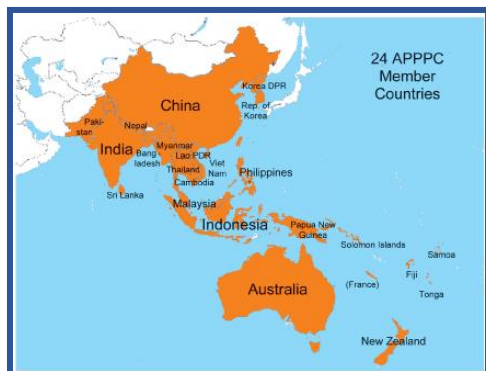 24 APPPC
Member
Countries
Korea DPR
China
Rep. of
Korea
Paki-
stan
Nepal
India
Bang
ladesh
Myanmar
Lao PDR
Thailand
Viet
Nam
Cambodia
Philippines
Sri Lanka
Malaysia
Indonesia
Papua New
Guinea
Solomon Islands
Samoa
(France)
Fiji
Tonga
Australia
New Zealand